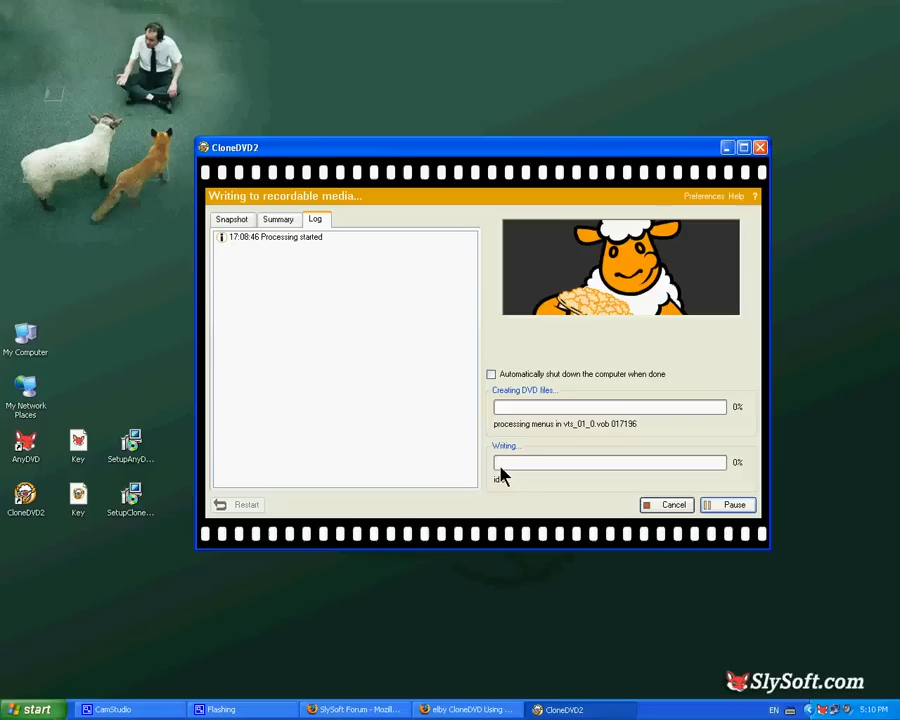 CloneDVD2
Writing to recordable media...
Preferences Help ?
Snapshot Summary Log
17:08:46 Processing started
Automatically shut down the computer when done
Creating DVD files...
0%
processing menus in vts_01_0.vob 017196
Writing...
0%
Restart
Cancel
Pause
My Computer
My Network
Places
AnyDVD
Key
SetupAnyD...
CloneDVD2
Key
SetupClone...
SlySoft.com
start
CamStudio
Flashing
SlySoft Forum - Mozill...
elby CloneDVD Using ...
CloneDVD2
EN
5:10 PM